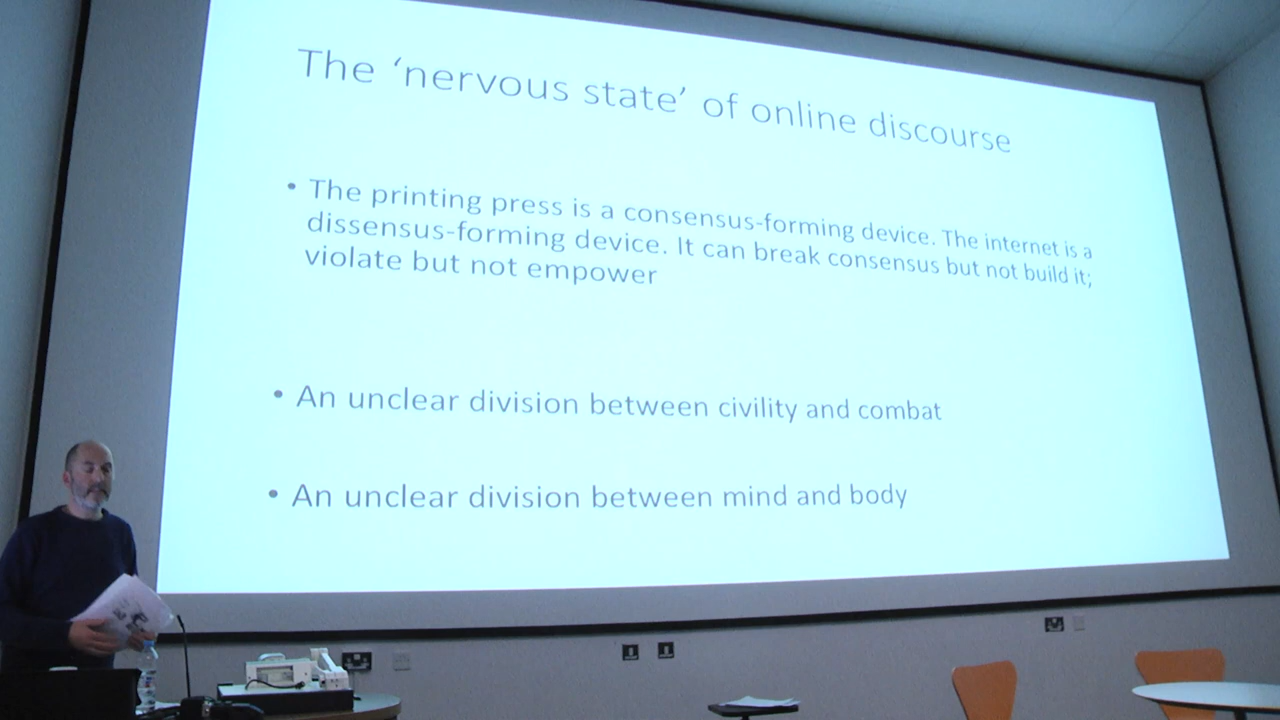 The ‘nervous state’ of online discourse
• The printing press is a consensus-forming device. The internet is a
dissensus-forming device. It can break consensus but not build it;
violate but not empower
• An unclear division between civility and combat
• An unclear division between mind and body